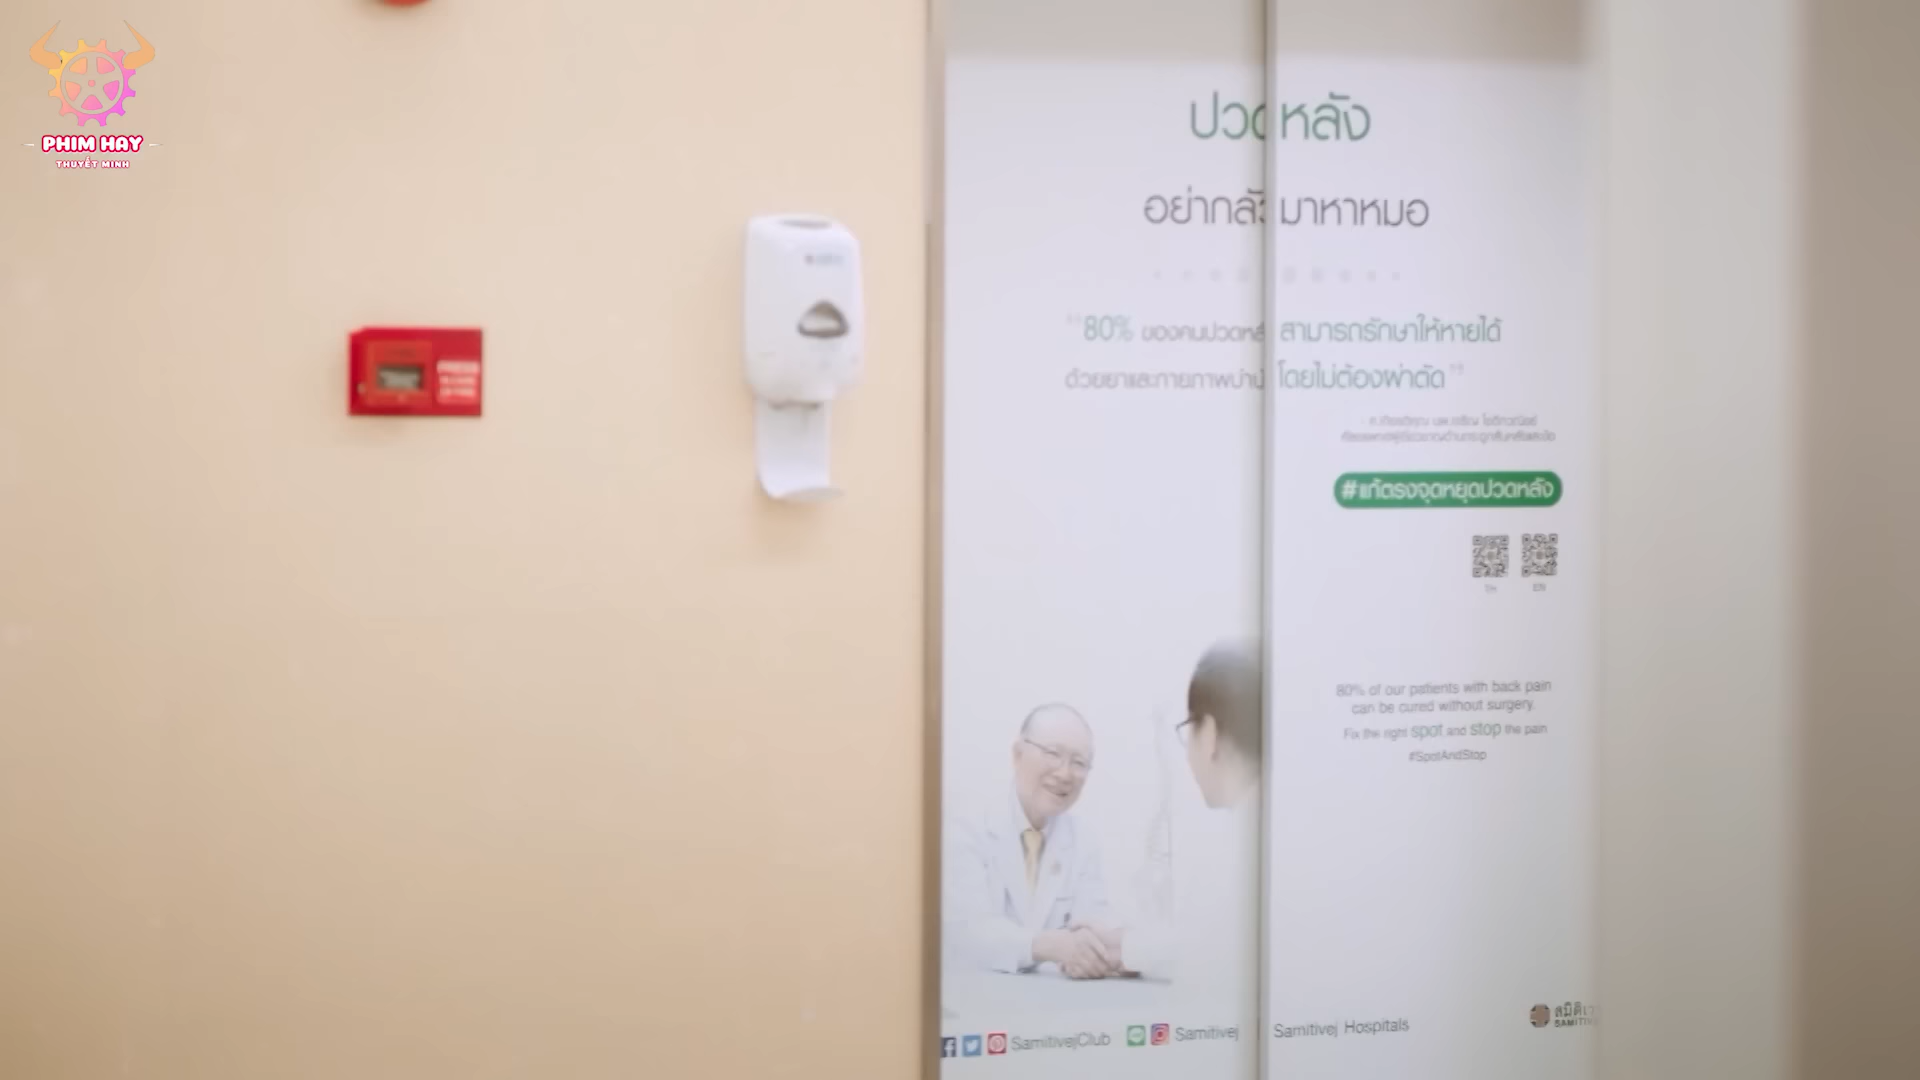 PHIM HAY
THUYẾT MINH
ปวดหลัง
อย่ากลัวมาหาหมอ
"80% ของคนปวดหลัง สามารถรักษาให้หายได้
ด้วยยาและกายภาพบำบัด โดยไม่ต้องผ่าตัด"
#แก้ตรงจุดหยุดปวดหลัง
TH EN
80% of our patients with back pain
can be cured without surgery.
Fix the right spot and stop the pain
#SpotAndStop
SamitivejClub Samitivej Samitivej Hospitals